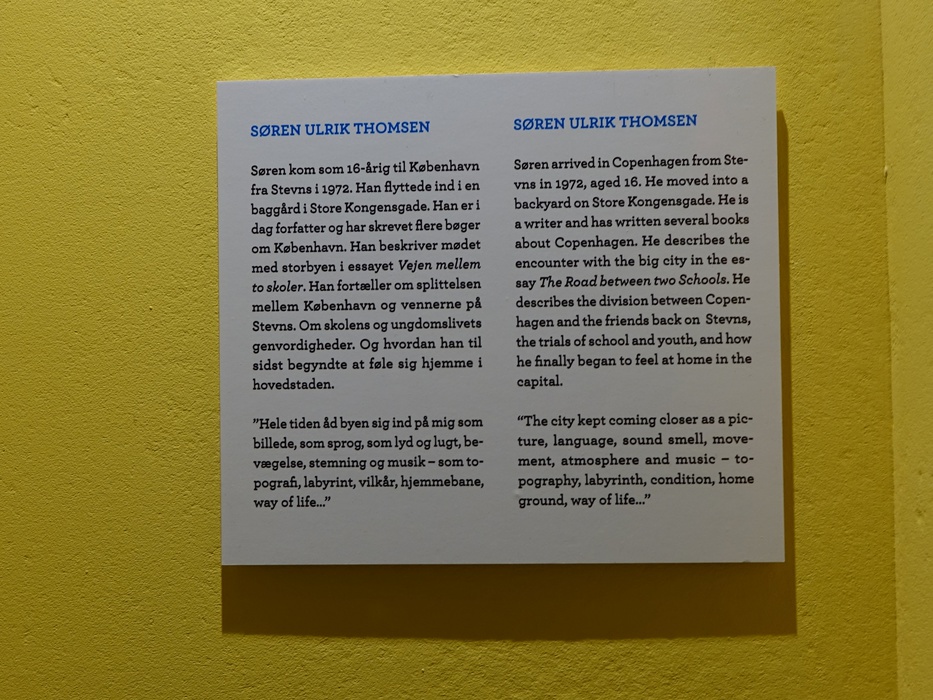 SØREN ULRIK THOMSEN
Søren kom som 16-årig til København
fra Stevns i 1972. Han flyttede ind i en
baggård i Store Kongensgade. Han er i
dag forfatter og har skrevet flere bøger
om København. Han beskriver mødet
med storbyen i essayet Vejen mellem
to skoler. Han fortæller om splittelsen
mellem København og vennerne på
Stevns. Om skolens og ungdomslivets
genvordigheder. Og hvordan han til
sidst begyndte at føle sig hjemme i
hovedstaden.
”Hele tiden åd byen sig ind på mig som
billede, som sprog, som lyd og lugt, be-
vægelse, stemning og musik – som to-
pografi, labyrint, vilkår, hjemmebane,
way of life...”
SØREN ULRIK THOMSEN
Søren arrived in Copenhagen from Ste-
vns in 1972, aged 16. He moved into a
backyard on Store Kongensgade. He is
a writer and has written several books
about Copenhagen. He describes the
encounter with the big city in the es-
say The Road between two Schools. He
describes the division between Copen-
hagen and the friends back on Stevns,
the trials of school and youth, and how
he finally began to feel at home in the
capital.
“The city kept coming closer as a pic-
ture, language, sound smell, move-
ment, atmosphere and music – to-
pography, labyrinth, condition, home
ground, way of life...”